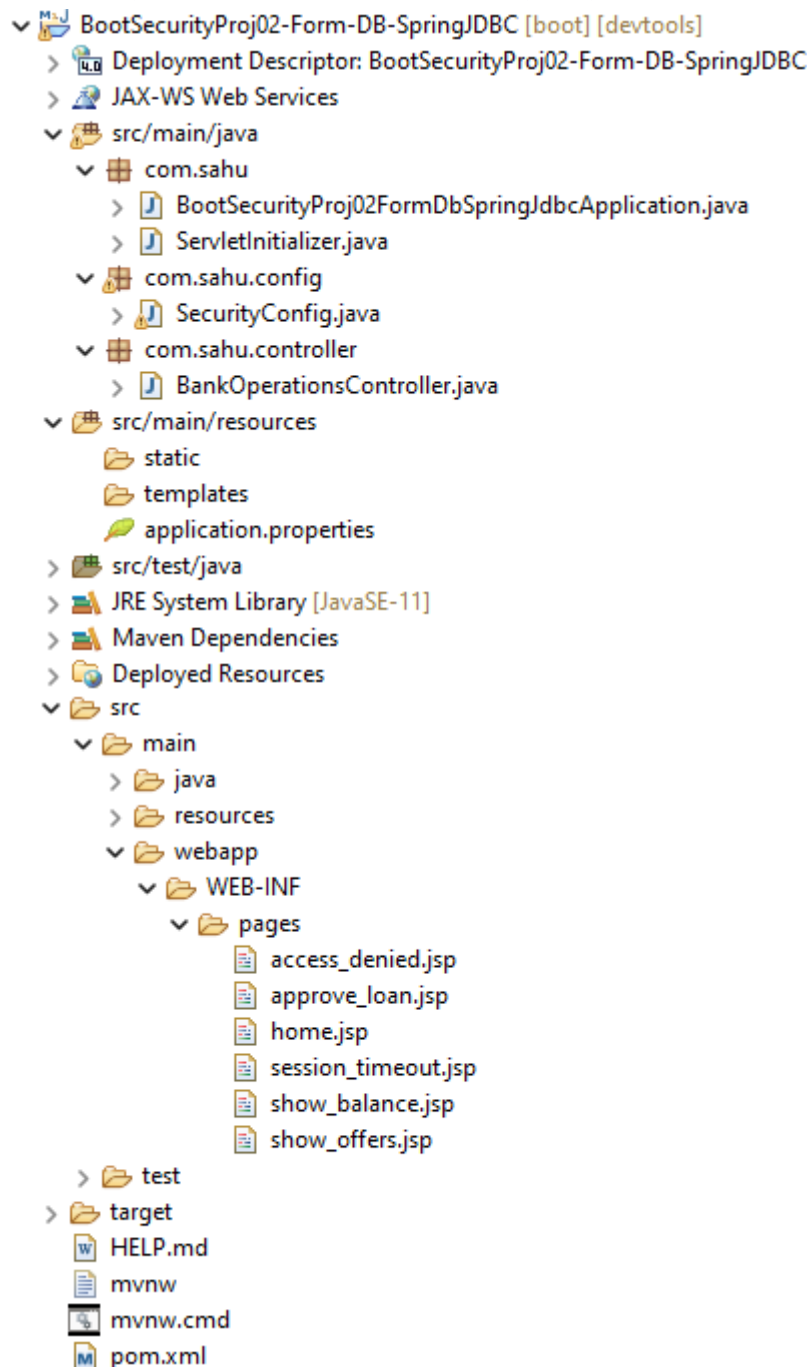 BootSecurityProj02-Form-DB-SpringJDBC [boot] [devtools]
Deployment Descriptor: BootSecurityProj02-Form-DB-SpringJDBC
JAX-WS Web Services
src/main/java
com.sahu
BootSecurityProj02FormDbSpringJdbcApplication.java
ServletInitializer.java
com.sahu.config
SecurityConfig.java
com.sahu.controller
BankOperationsController.java
src/main/resources
static
templates
application.properties
src/test/java
JRE System Library [JavaSE-11]
Maven Dependencies
Deployed Resources
src
main
java
resources
webapp
WEB-INF
pages
access_denied.jsp
approve_loan.jsp
home.jsp
session_timeout.jsp
show_balance.jsp
show_offers.jsp
test
target
HELP.md
mvnw
mvnw.cmd
pom.xml